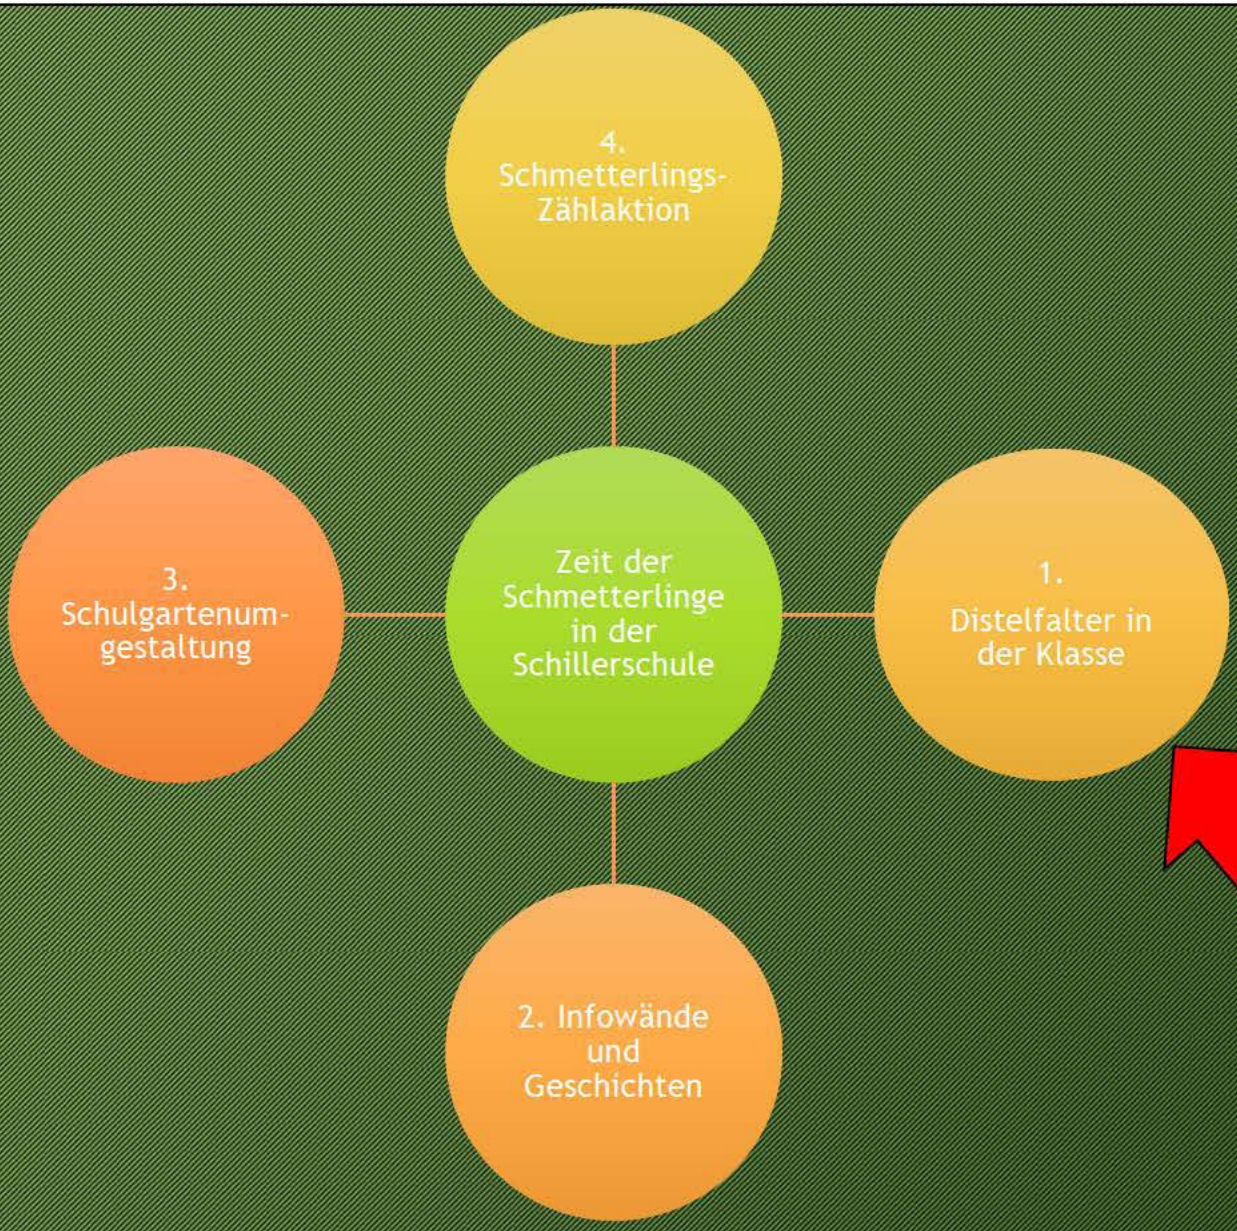 4.
Schmetterlings-
Zählaktion
3.
Schulgartenum-
gestaltung
Zeit der
Schmetterlinge
in der
Schillerschule
1.
Distelfalter in
der Klasse
2. Infowände
und
Geschichten